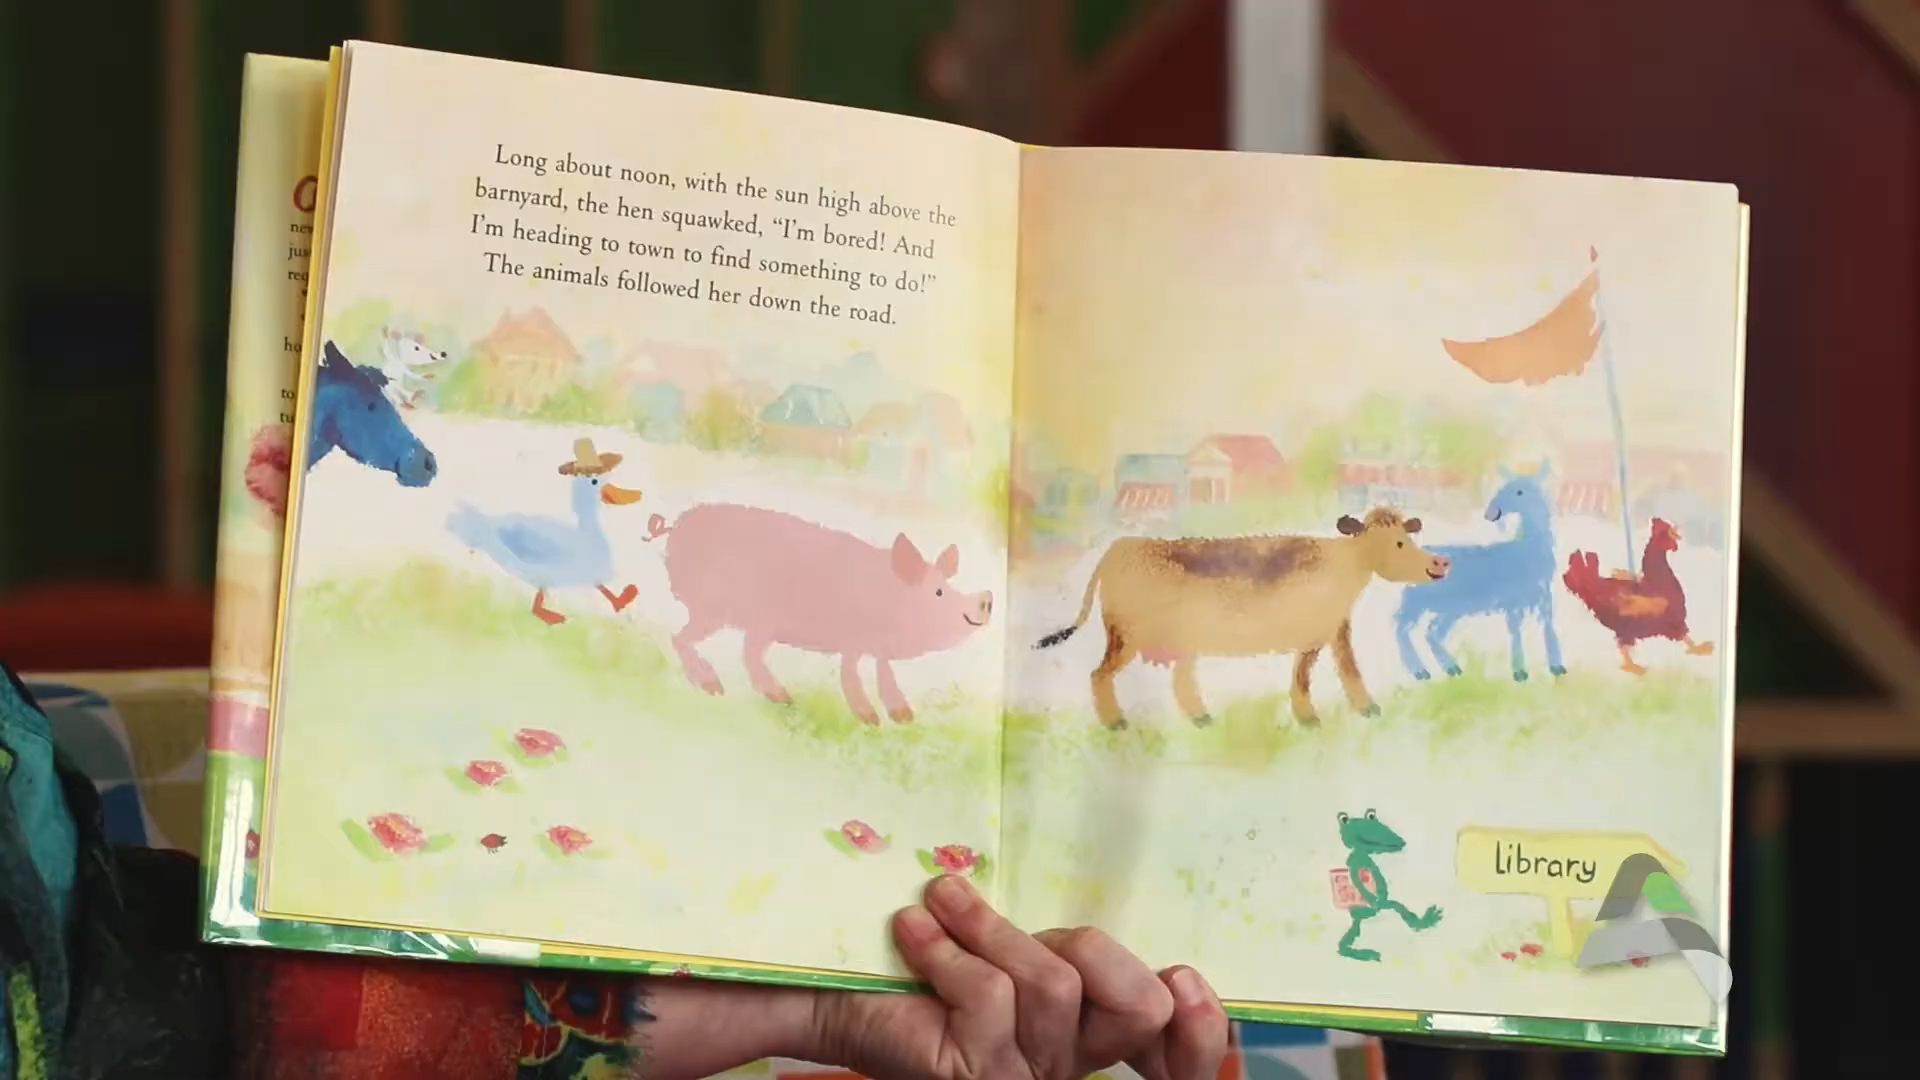 Long about noon, with the sun high above the
barnyard, the hen squawked, “I’m bored! And
I’m heading to town to find something to do!”
The animals followed her down the road.
library